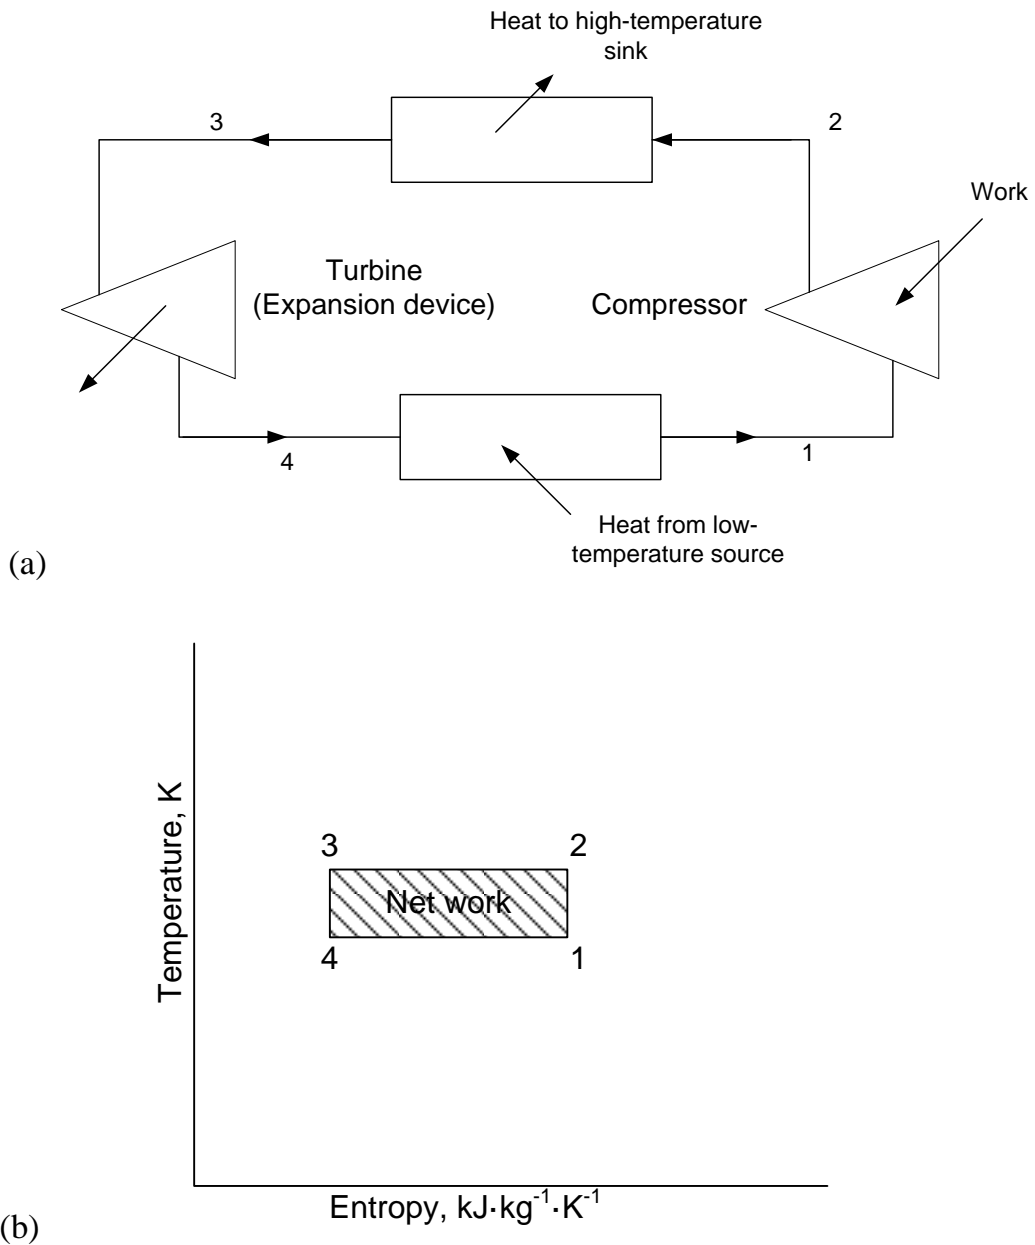 Heat to high-temperature
sink
3
2
Work
Turbine
(Expansion device)
Compressor
4
1
Heat from low-
temperature source
(a)
Temperature, K
3
2
Net work
4
1
Entropy, kJ·kg⁻¹·K⁻¹
(b)